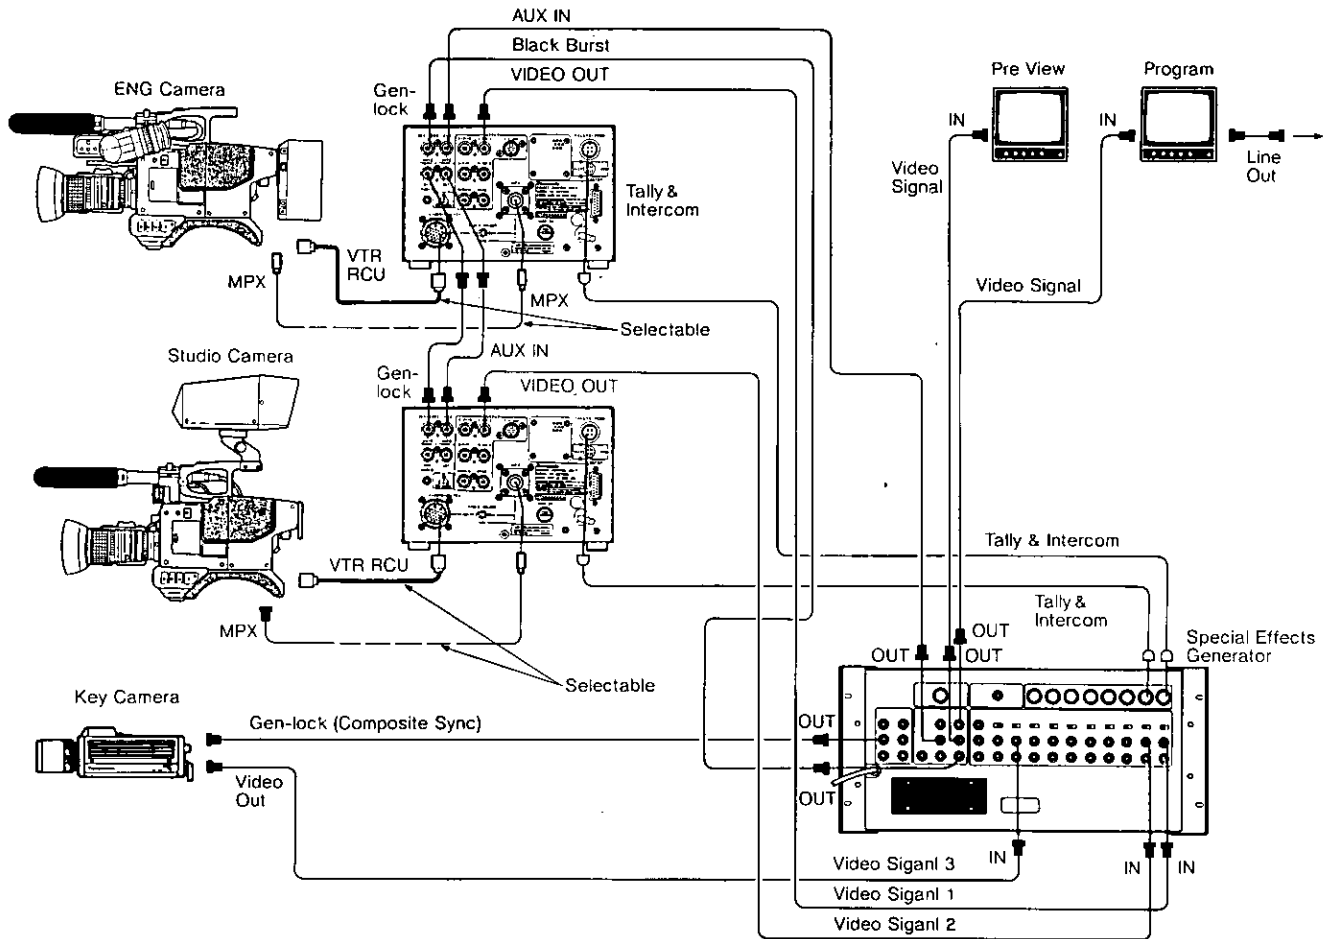 AUX IN
Black Burst
VIDEO OUT
Gen-
lock
ENG Camera
Tally &
Intercom
VTR
RCU
MPX
MPX
Selectable
Pre View
Program
IN
IN
Video
Signal
Line
Out
Video Signal
Studio Camera
AUX IN
Gen-
lock
VIDEO OUT
VTR RCU
MPX
Selectable
Tally & Intercom
Tally &
Intercom
OUT
OUT
OUT
Special Effects
Generator
Key Camera
Gen-lock (Composite Sync)
OUT
Video
Out
OUT
Video Siganl 3
IN
IN
IN
Video Siganl 1
Video Siganl 2